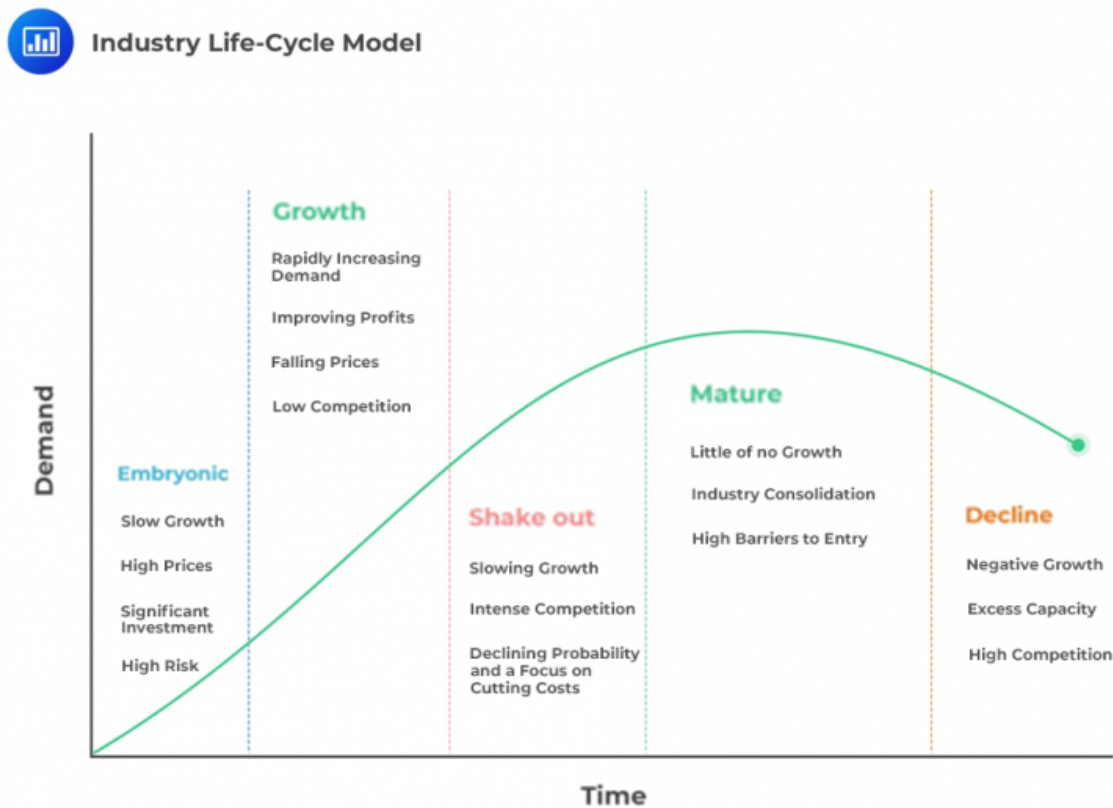 Industry Life-Cycle Model
Demand
Embryonic
Slow Growth
High Prices
Significant
Investment
High Risk
Growth
Rapidly Increasing
Demand
Improving Profits
Falling Prices
Low Competition
Shake out
Slowing Growth
Intense Competition
Declining Probability
and a Focus on
Cutting Costs
Mature
Little of no Growth
Industry Consolidation
High Barriers to Entry
Decline
Negative Growth
Excess Capacity
High Competition
Time